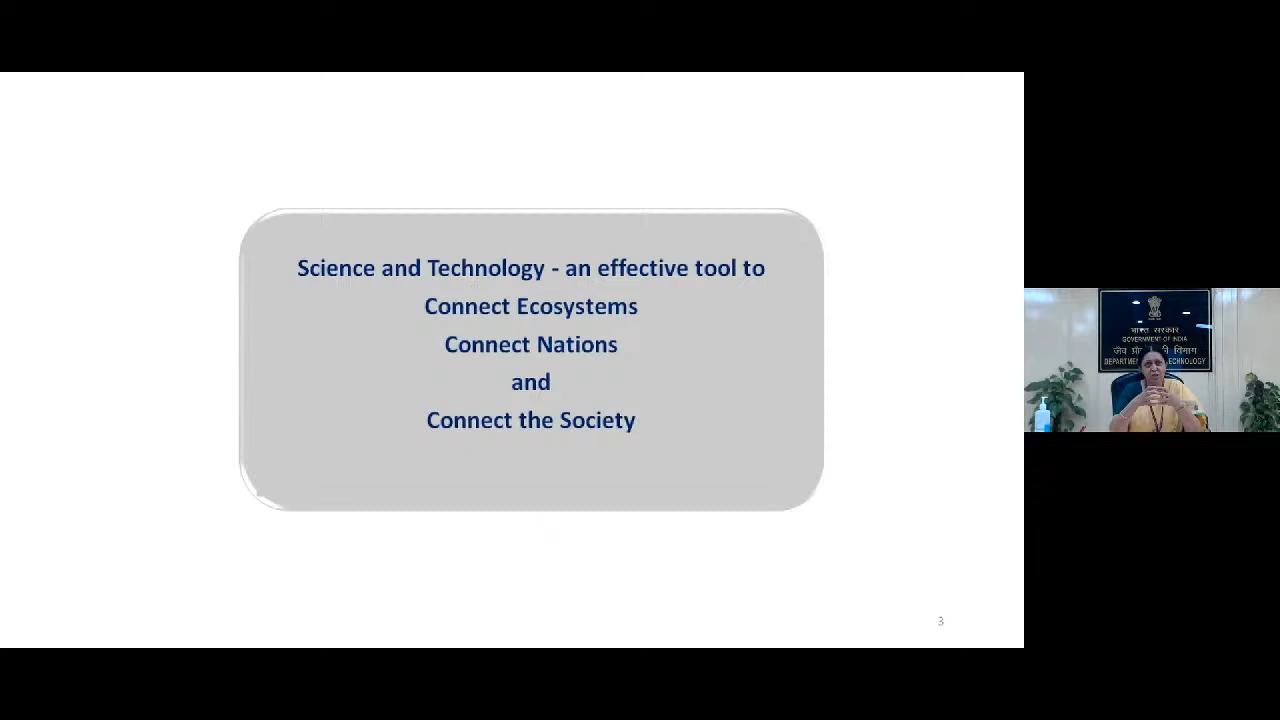 Science and Technology - an effective tool to
Connect Ecosystems
Connect Nations
and
Connect the Society
3
भारत सरकार
GOVERNMENT OF INDIA
विभाग